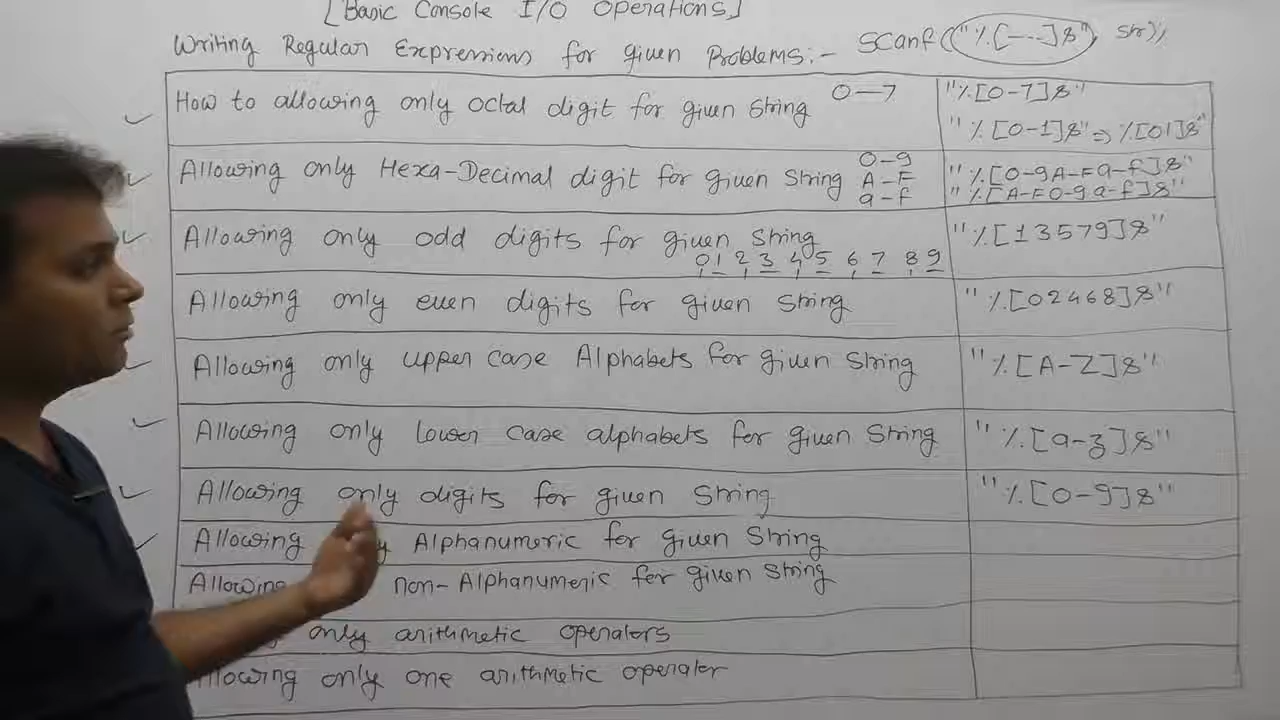 [Basic Console I/O Operations]
Writing Regular Expressions for given Problems:- Scanf("%[---]s", str);
How to allowing only octal digit for given string 0—7 "%[0-7]s"
"%[0-1]s" => %[01]s"
Allowing only Hexa-Decimal digit for given string 0-9 A-F a-f "%[0-9A-Fa-f]s"
"%[A-F0-9a-f]s"
Allowing only odd digits for given string "%[13579]s"
0 1 2 3 4 5 6 7 8 9
Allowing only even digits for given string "%[02468]s"
Allowing only upper case Alphabets for given string "%[A-Z]s"
Allowing only lower case alphabets for given string "%[a-z]s"
Allowing only digits for given string "%[0-9]s"
Allowing Alphanumeric for given string
Allowing non-Alphanumeric for given string
only arithmetic operators
Allowing only one arithmetic operator